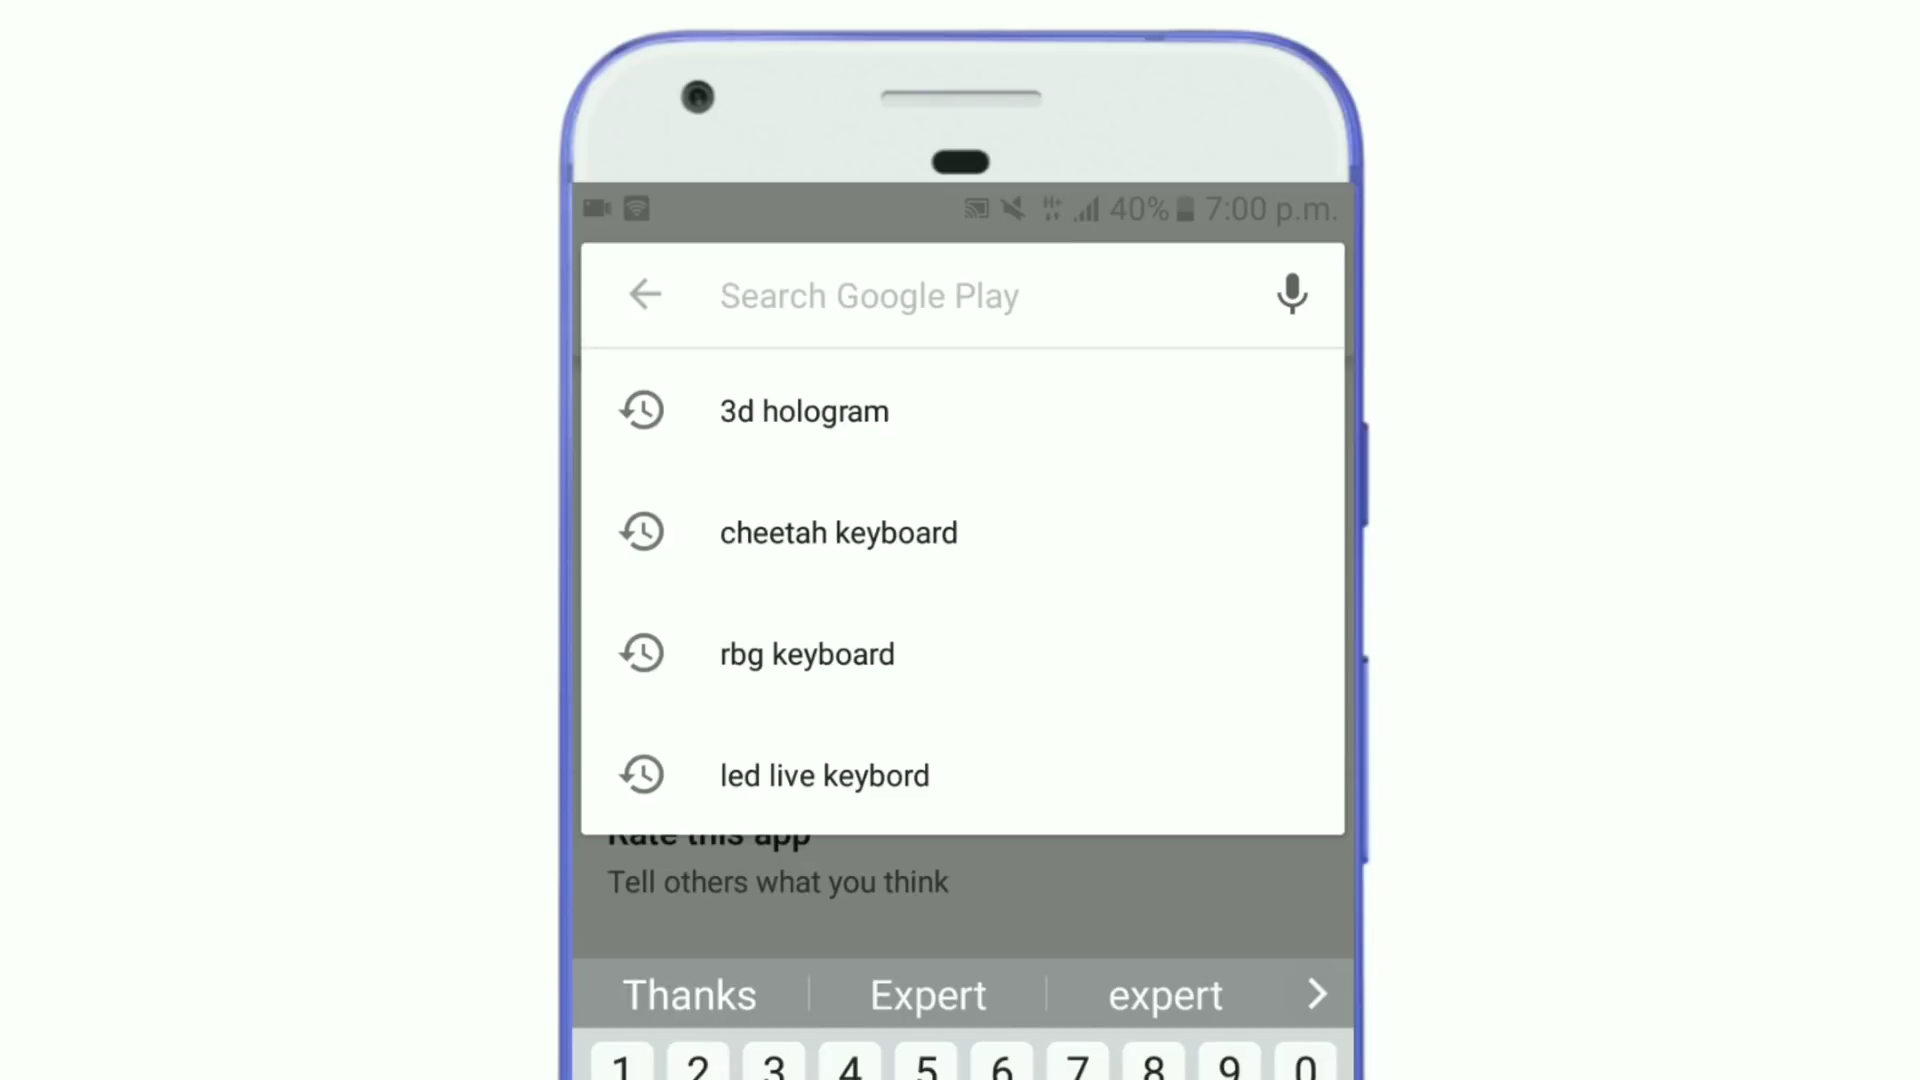 H+ 40% 7:00 p.m.
Search Google Play
3d hologram
cheetah keyboard
rbg keyboard
led live keybord
Rate this app
Tell others what you think
Thanks Expert expert
1 2 3 4 5 6 7 8 9 0